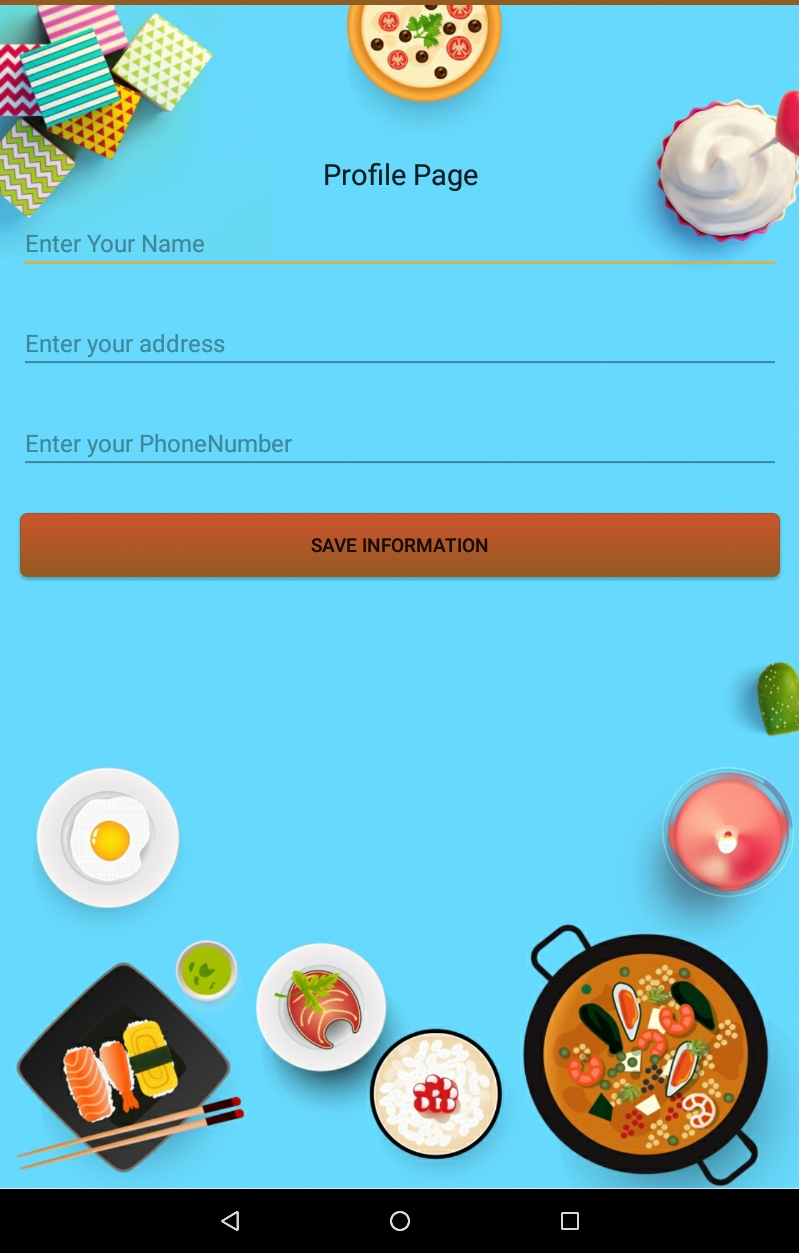 Profile Page
Enter Your Name
Enter your address
Enter your PhoneNumber
SAVE INFORMATION